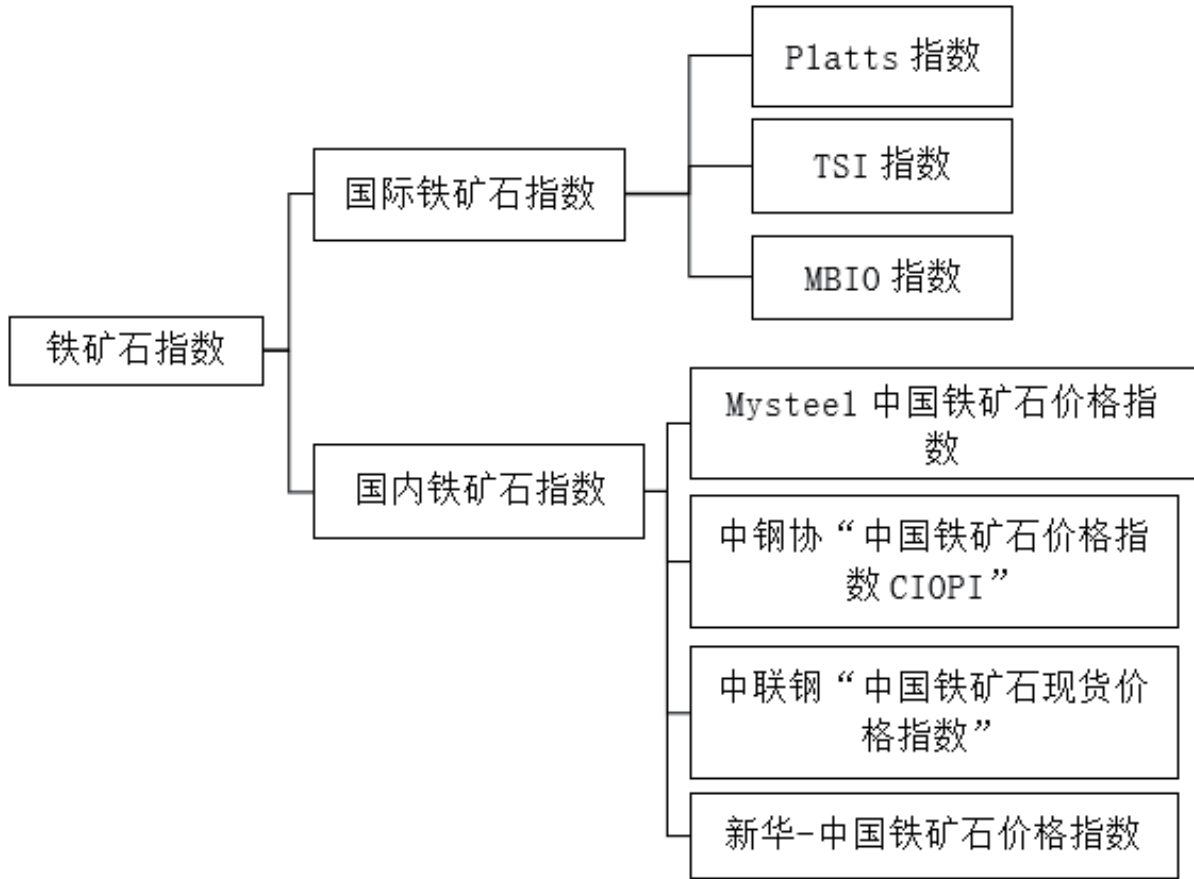 铁矿石指数
国际铁矿石指数
Platts 指数
TSI 指数
MBIO 指数
国内铁矿石指数
Mysteel 中国铁矿石价格指
数
中钢协“中国铁矿石价格指
数 CIOPI”
中联钢“中国铁矿石现货价
格指数”
新华-中国铁矿石价格指数